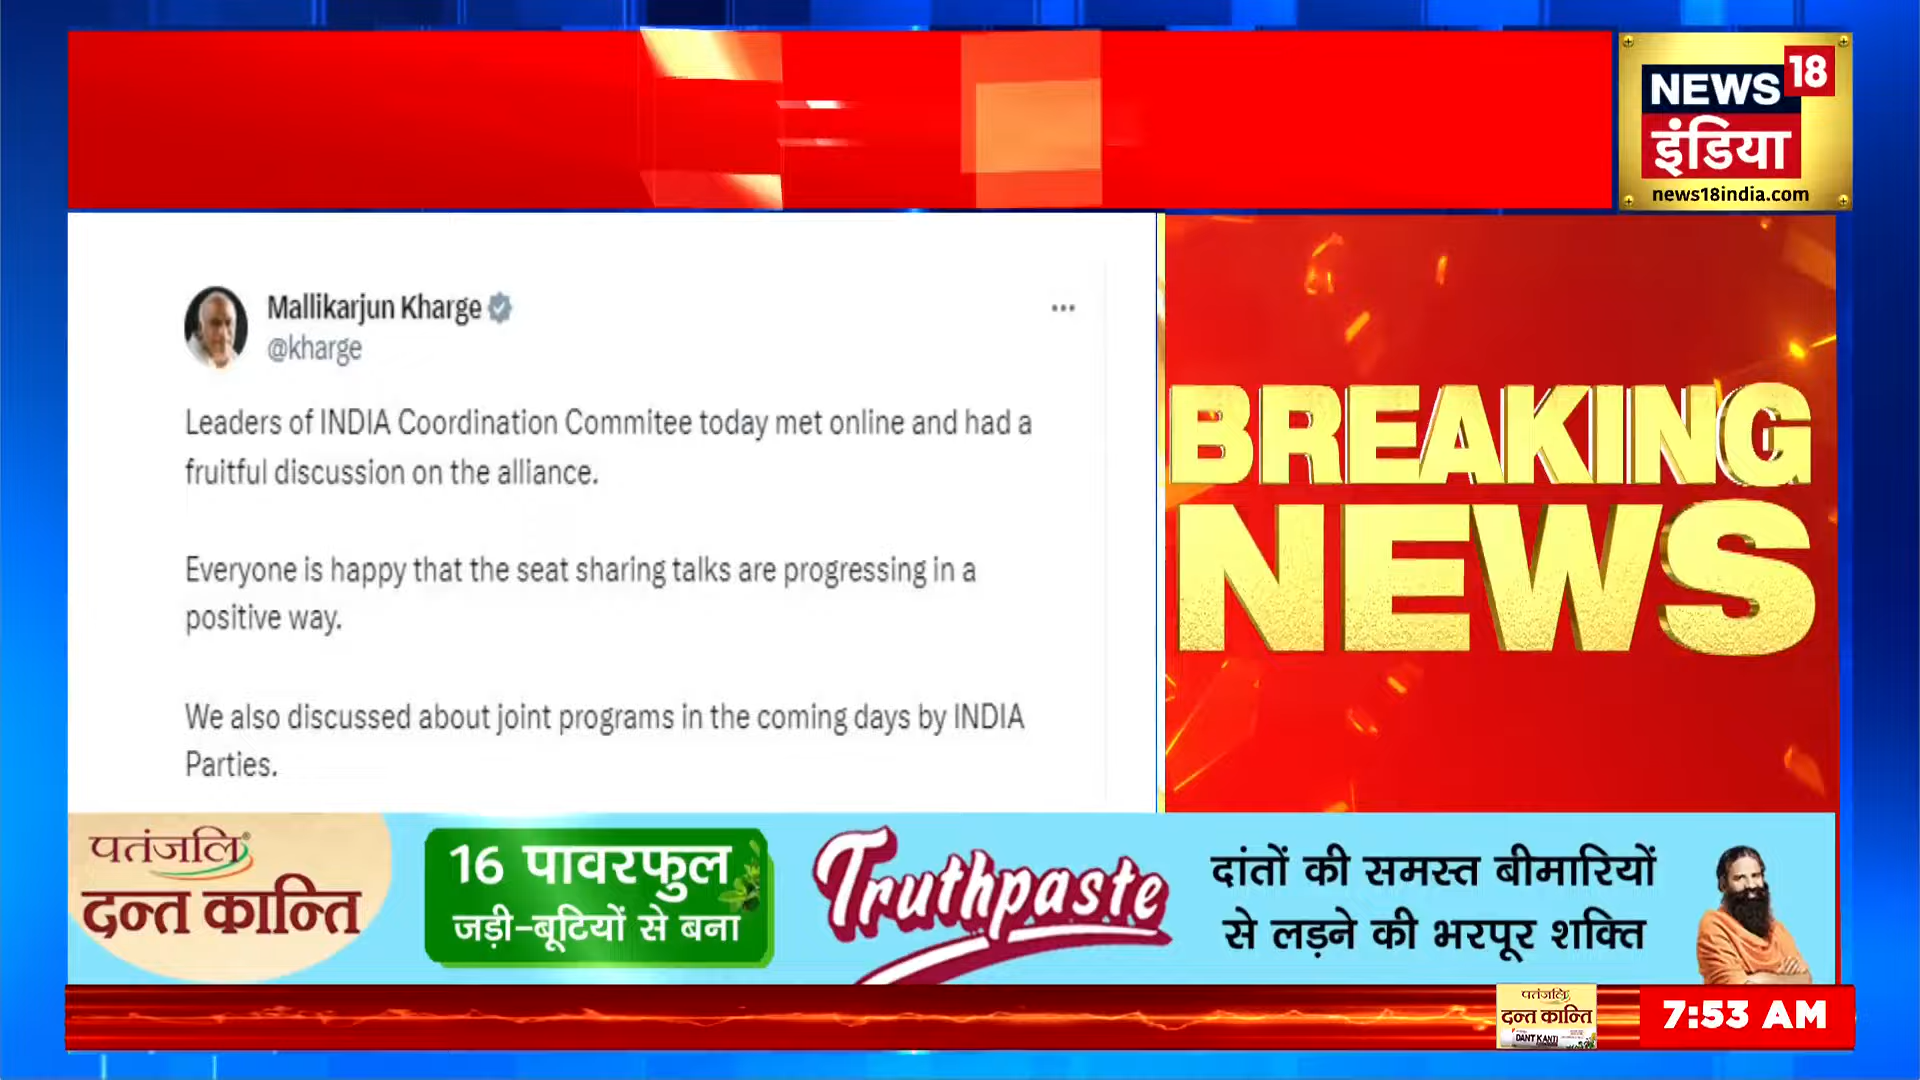 NEWS 18
इंडिया
news18india.com
Mallikarjun Kharge
@kharge
Leaders of INDIA Coordination Commitee today met online and had a
fruitful discussion on the alliance.
Everyone is happy that the seat sharing talks are progressing in a
positive way.
We also discussed about joint programs in the coming days by INDIA
Parties.
BREAKING
NEWS
पतंजलि
दन्त कान्ति
16 पावरफुल
जड़ी-बूटियों से बना
Truthpaste
दांतों की समस्त बीमारियों
से लड़ने की भरपूर शक्ति
पतंजलि
दन्त कान्ति
DANT KANTI
7:53 AM